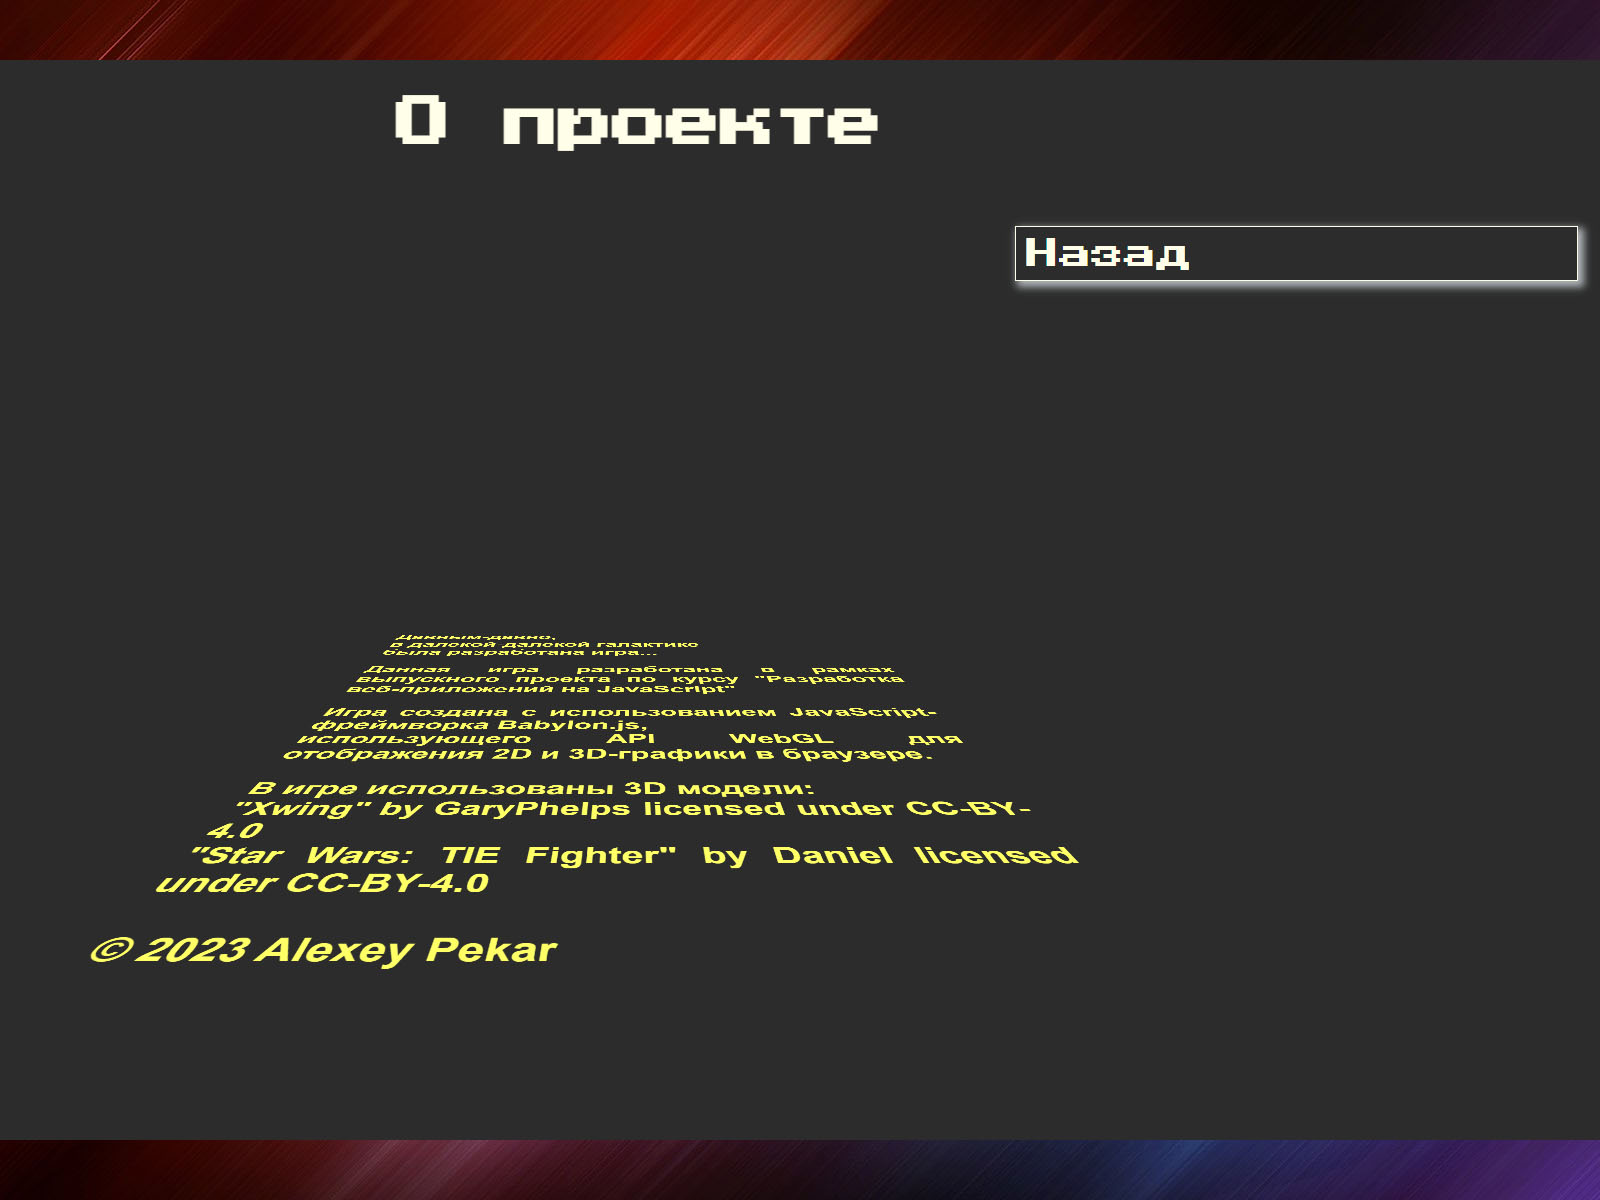 О проекте
Назад
Давным-давно,
в далекой далекой галактике
была разработана игра...
Данная игра разработана в рамках
выпускного проекта по курсу "Разработка
веб-приложений на JavaScript"
Игра создана с использованием JavaScript-
фреймворка Babylon.js,
использующего API WebGL для
отображения 2D и 3D-графики в браузере.
В игре использованы 3D модели:
"Xwing" by GaryPhelps licensed under CC-BY-
4.0
"Star Wars: TIE Fighter" by Daniel licensed
under CC-BY-4.0
© 2023 Alexey Pekar